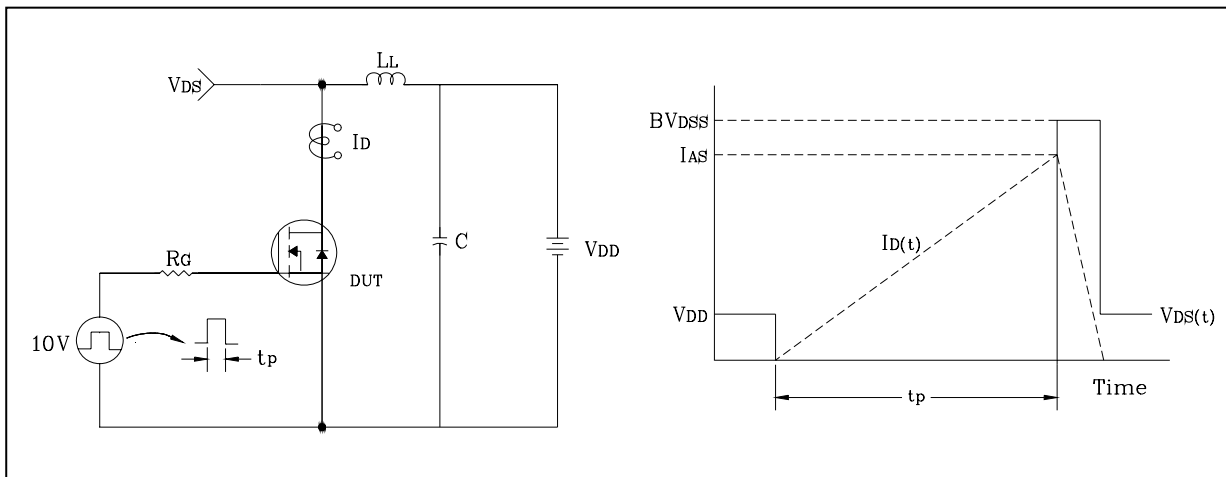 LL
VDS
ID
RG
C
VDD
DUT
10V
tp
BVDSS
IAS
ID(t)
VDD
VDS(t)
Time
tp